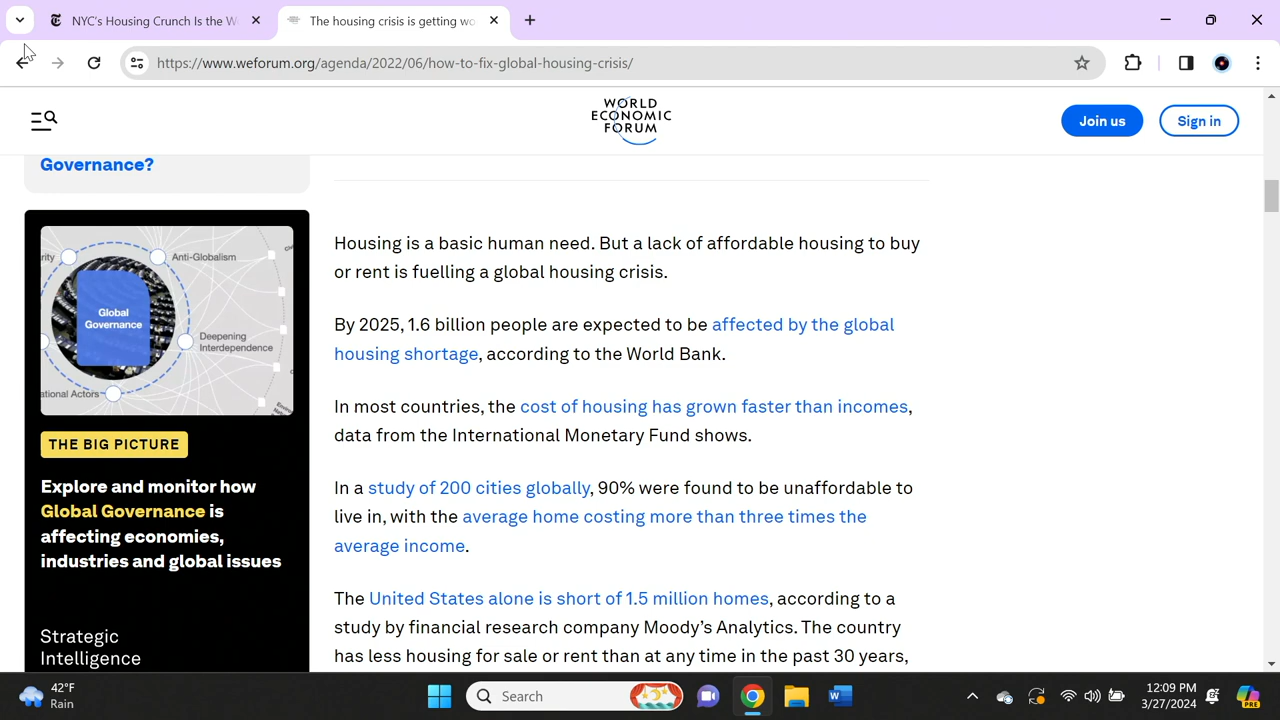 NYC's Housing Crunch Is the W
The housing crisis is getting wo
https://www.weforum.org/agenda/2022/06/how-to-fix-global-housing-crisis/
WORLD
ECONOMIC
FORUM
Join us
Sign in
Governance?
Housing is a basic human need. But a lack of affordable housing to buy
or rent is fuelling a global housing crisis.
By 2025, 1.6 billion people are expected to be affected by the global
housing shortage, according to the World Bank.
In most countries, the cost of housing has grown faster than incomes,
data from the International Monetary Fund shows.
In a study of 200 cities globally, 90% were found to be unaffordable to
live in, with the average home costing more than three times the
average income.
The United States alone is short of 1.5 million homes, according to a
study by financial research company Moody's Analytics. The country
has less housing for sale or rent than at any time in the past 30 years,
rity
Anti-Globalism
Global
Governance
Deepening
Interdependence
ational Actors
THE BIG PICTURE
Explore and monitor how
Global Governance is
affecting economies,
industries and global issues
Strategic
Intelligence
42°F
Rain
Search
12:09 PM
3/27/2024
PRE